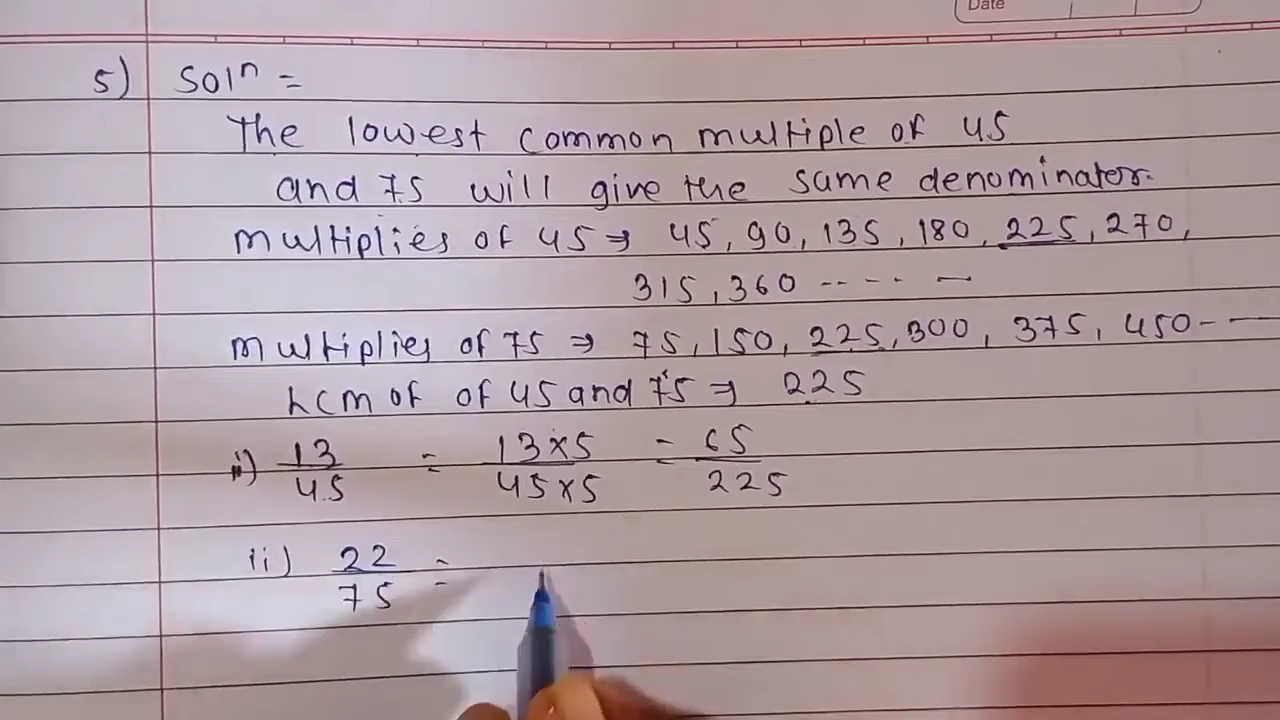 Date
5) Solⁿ =
The lowest common multiple of 45
and 75 will give the same denominator.
multiplies of 45 ⇒ 45, 90, 135, 180, 225, 270,
315, 360 ----- —
multiplies of 75 ⇒ 75, 150, 225, 300, 375, 450- —
LCM of of 45 and 75 ⇒ 225
i) 13/45 = 13×5/45×5 = 65/225
ii) 22/75 =